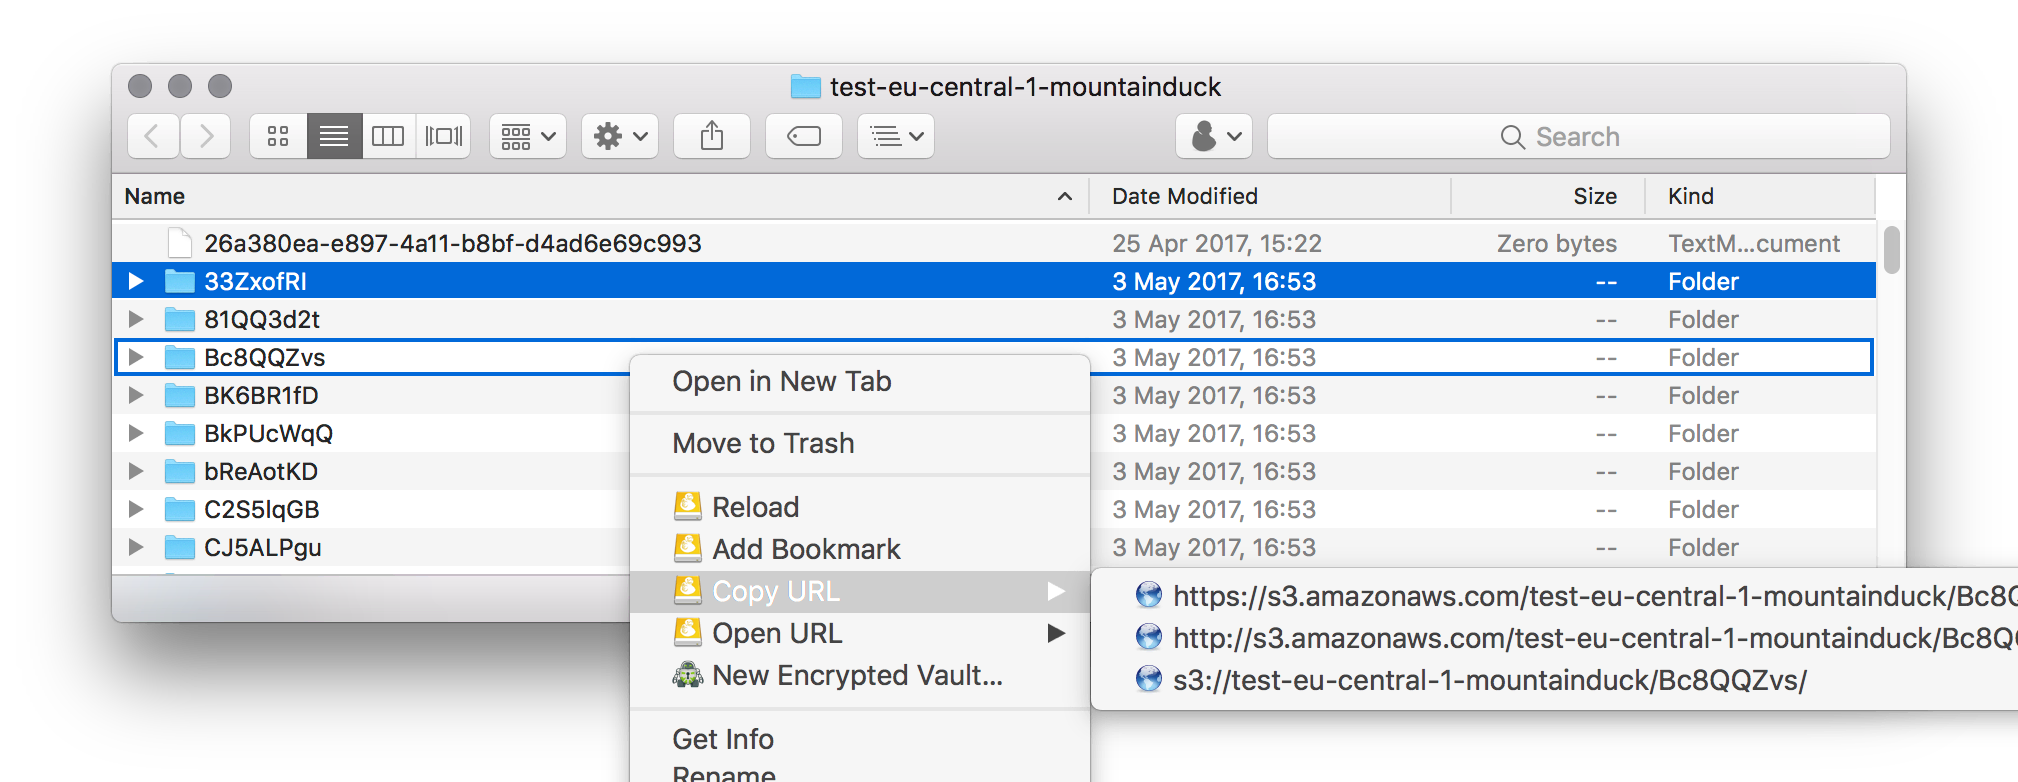 test-eu-central-1-mountainduck
Search
Name Date Modified Size Kind
26a380ea-e897-4a11-b8bf-d4ad6e69c993 25 Apr 2017, 15:22 Zero bytes TextM...cument
33ZxofRI 3 May 2017, 16:53 -- Folder
81QQ3d2t 3 May 2017, 16:53 -- Folder
Bc8QQZvs 3 May 2017, 16:53 -- Folder
BK6BR1fD 3 May 2017, 16:53 -- Folder
BkPUcWqQ 3 May 2017, 16:53 -- Folder
bReAotKD 3 May 2017, 16:53 -- Folder
C2S5lqGB 3 May 2017, 16:53 -- Folder
CJ5ALPgu 3 May 2017, 16:53 -- Folder
Open in New Tab
Move to Trash
Reload
Add Bookmark
Copy URL
Open URL
New Encrypted Vault...
Get Info
Rename
https://s3.amazonaws.com/test-eu-central-1-mountainduck/Bc8Q
http://s3.amazonaws.com/test-eu-central-1-mountainduck/Bc8QQ
s3://test-eu-central-1-mountainduck/Bc8QQZvs/